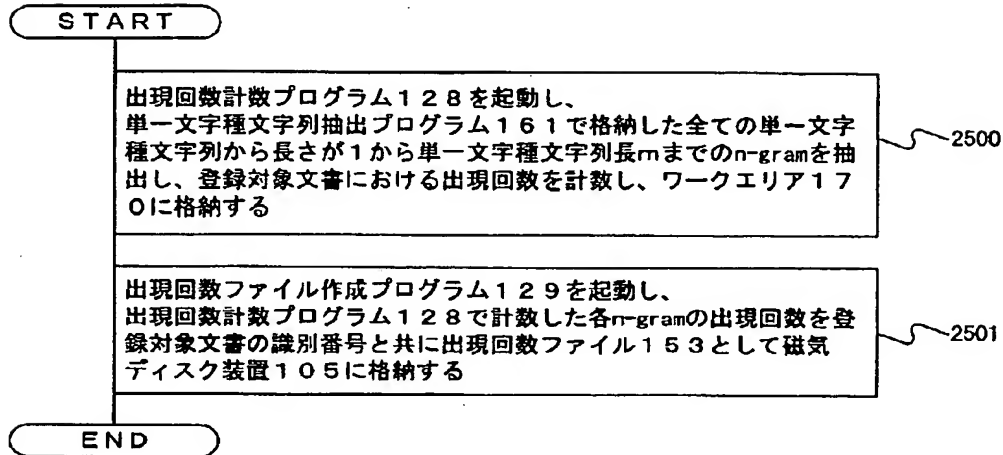 START
出現回数計数プログラム128を起動し、
単一文字種文字列抽出プログラム161で格納した全ての単一文字
種文字列から長さが1から単一文字種文字列長mまでのn-gramを抽
出し、登録対象文書における出現回数を計数し、ワークエリア17
0に格納する
2500
出現回数ファイル作成プログラム129を起動し、
出現回数計数プログラム128で計数した各n-gramの出現回数を登
録対象文書の識別番号と共に出現回数ファイル153として磁気
ディスク装置105に格納する
2501
END